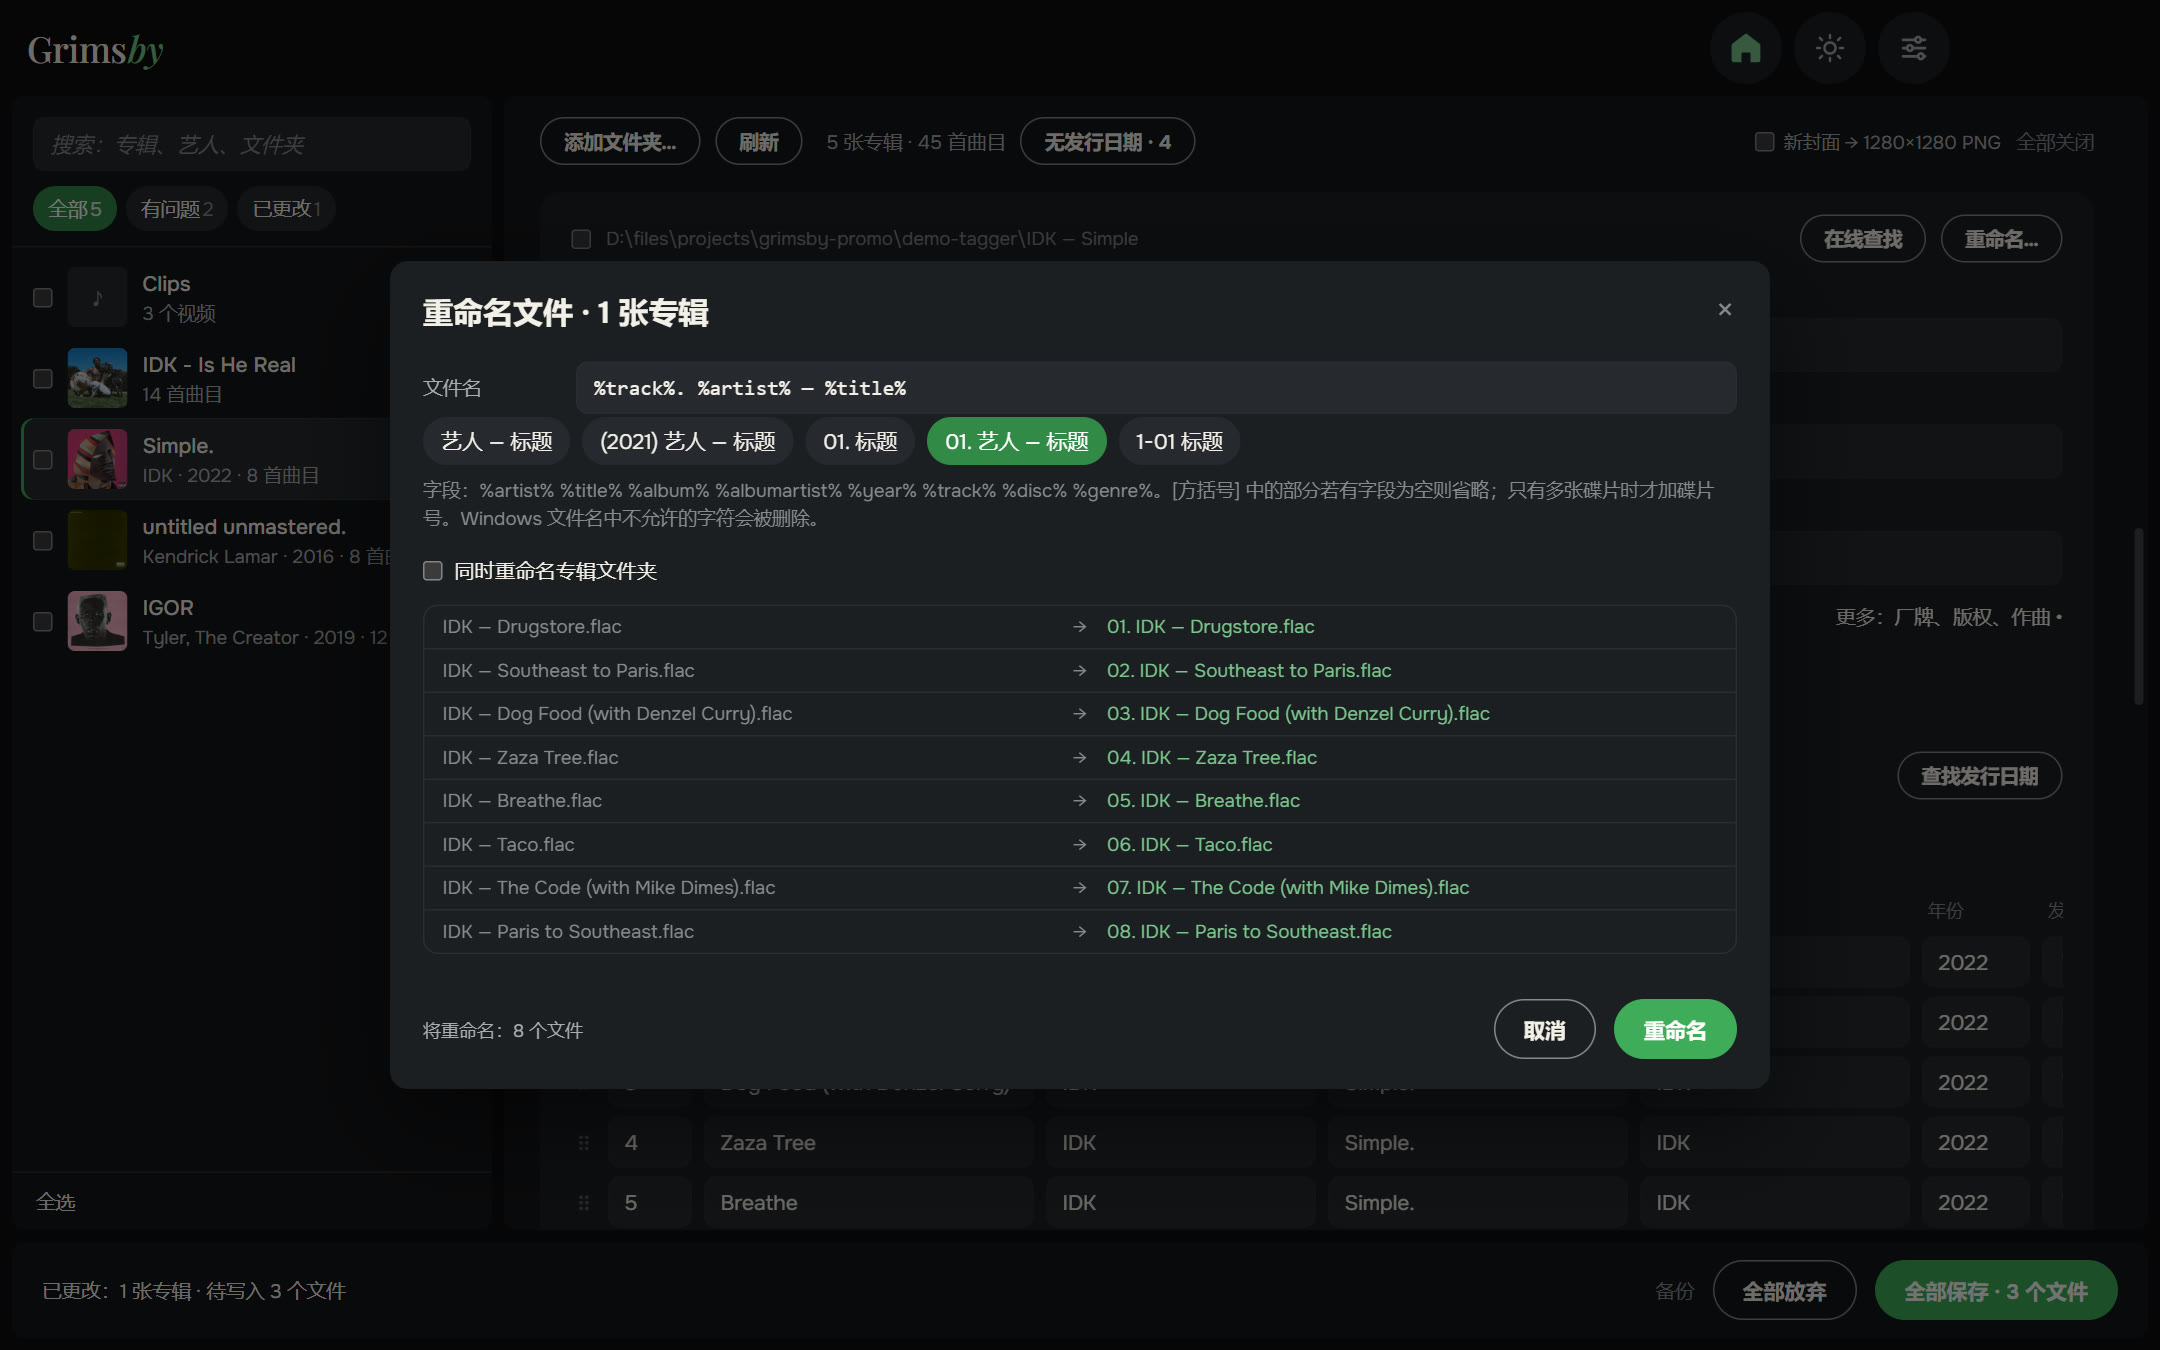 Grimsby
搜索：专辑、艺人、文件夹
全部 5
有问题 2
已更改 1
Clips
3 个视频
IDK - Is He Real
14 首曲目
Simple.
IDK · 2022 · 8 首曲目
untitled unmastered.
Kendrick Lamar · 2016 · 8 首
IGOR
Tyler, The Creator · 2019 · 12
全选
添加文件夹...
刷新
5 张专辑 · 45 首曲目
无发行日期 · 4
新封面 → 1280×1280 PNG
全部关闭
D:\files\projects\grimsby-promo\demo-tagger\IDK — Simple
在线查找
重命名...
重命名文件 · 1 张专辑
×
文件名
%track%. %artist% — %title%
艺人 — 标题
(2021) 艺人 — 标题
01. 标题
01. 艺人 — 标题
1-01 标题
字段：%artist% %title% %album% %albumartist% %year% %track% %disc% %genre%。[方括号] 中的部分若有字段为空则省略；只有多张碟片时才加碟片
号。Windows 文件名中不允许的字符会被删除。
同时重命名专辑文件夹
IDK — Drugstore.flac → 01. IDK — Drugstore.flac
IDK — Southeast to Paris.flac → 02. IDK — Southeast to Paris.flac
IDK — Dog Food (with Denzel Curry).flac → 03. IDK — Dog Food (with Denzel Curry).flac
IDK — Zaza Tree.flac → 04. IDK — Zaza Tree.flac
IDK — Breathe.flac → 05. IDK — Breathe.flac
IDK — Taco.flac → 06. IDK — Taco.flac
IDK — The Code (with Mike Dimes).flac → 07. IDK — The Code (with Mike Dimes).flac
IDK — Paris to Southeast.flac → 08. IDK — Paris to Southeast.flac
将重命名：8 个文件
取消
重命名
更多：厂牌、版权、作曲 •
查找发行日期
年份 发
2022
2022
Dog Food (with Denzel Curry) IDK Simple. 2022
4 Zaza Tree IDK Simple. IDK 2022
5 Breathe IDK Simple. IDK 2022
已更改：1 张专辑 · 待写入 3 个文件
备份
全部放弃
全部保存 · 3 个文件